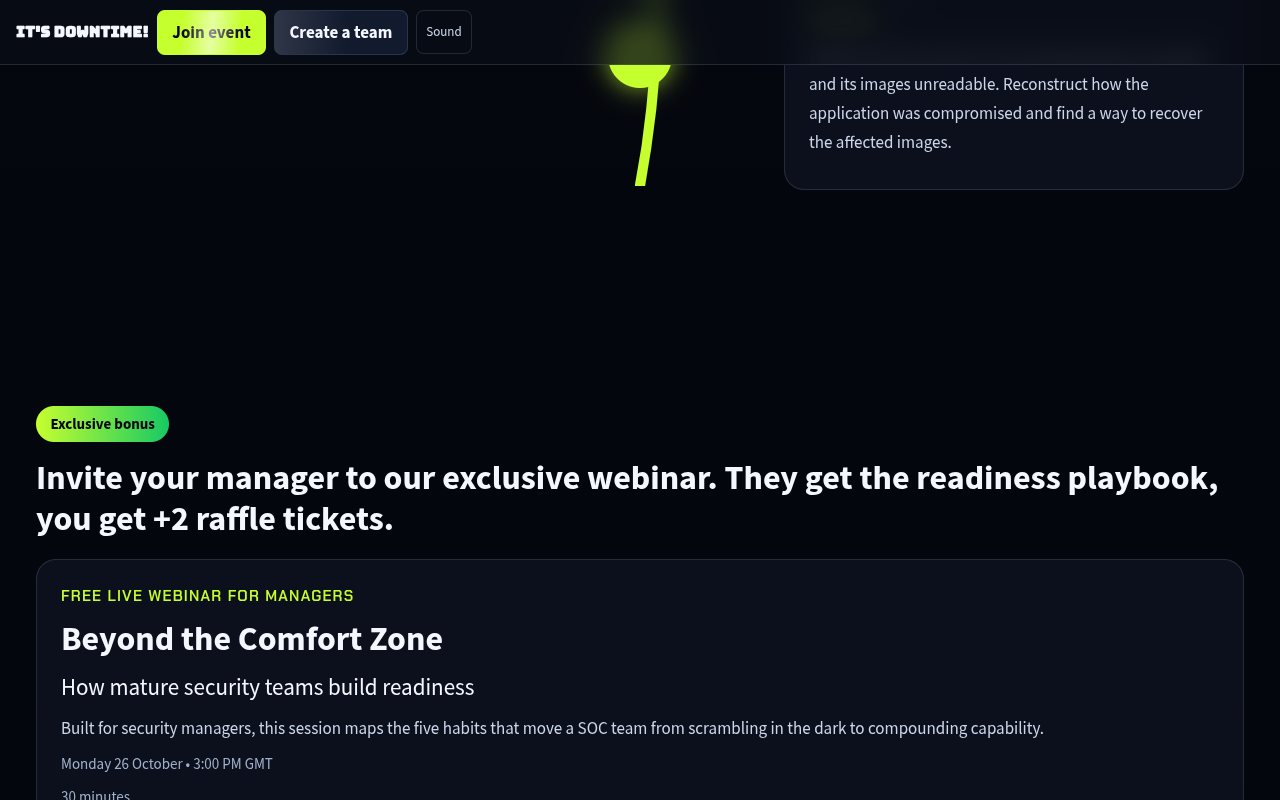 IT'S DOWNTIME!
Join event
Create a team
Sound
and its images unreadable. Reconstruct how the
application was compromised and find a way to recover
the affected images.
Exclusive bonus
Invite your manager to our exclusive webinar. They get the readiness playbook,
you get +2 raffle tickets.
FREE LIVE WEBINAR FOR MANAGERS
Beyond the Comfort Zone
How mature security teams build readiness
Built for security managers, this session maps the five habits that move a SOC team from scrambling in the dark to compounding capability.
Monday 26 October • 3:00 PM GMT
30 minutes